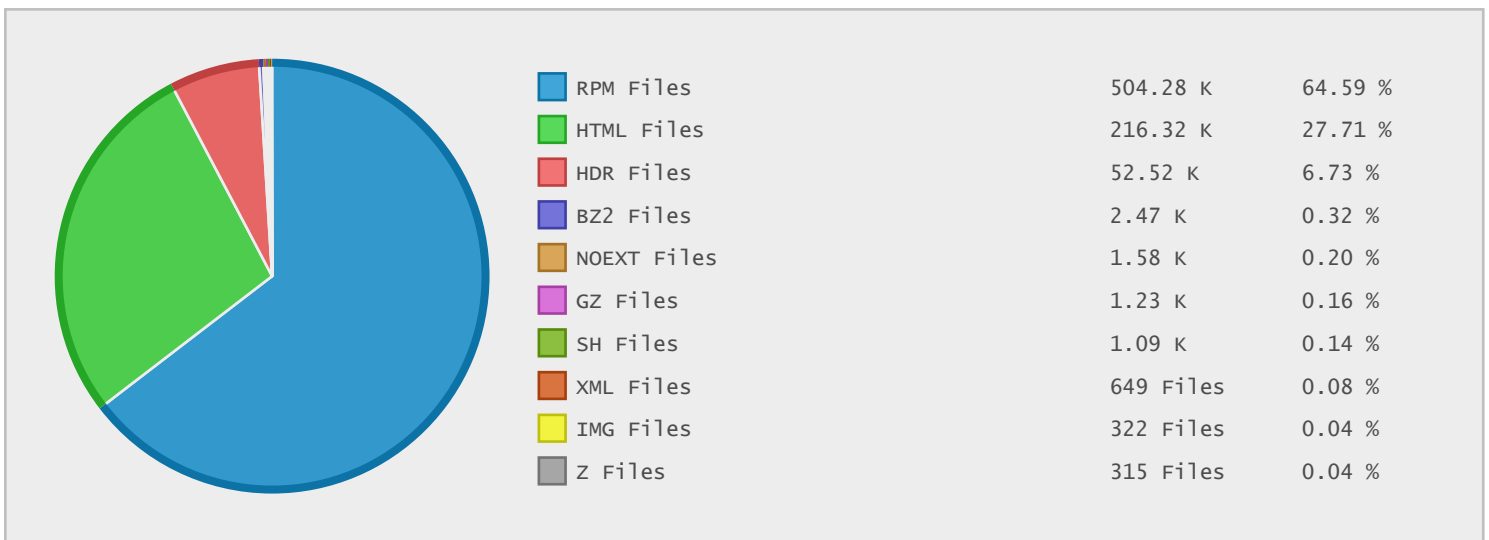 RPM Files 504.28 K 64.59 %
HTML Files 216.32 K 27.71 %
HDR Files 52.52 K 6.73 %
BZ2 Files 2.47 K 0.32 %
NOEXT Files 1.58 K 0.20 %
GZ Files 1.23 K 0.16 %
SH Files 1.09 K 0.14 %
XML Files 649 Files 0.08 %
IMG Files 322 Files 0.04 %
Z Files 315 Files 0.04 %